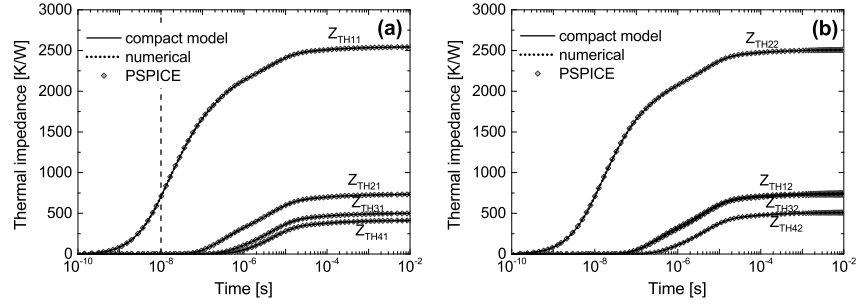 (a)
compact model
numerical
PSPICE
Z_TH11
Z_TH21
Z_TH31
Z_TH41
Thermal impedance [K/W]
3000
2500
2000
1500
1000
500
0
10^-10
10^-8
10^-6
10^-4
10^-2
Time [s]
(b)
compact model
numerical
PSPICE
Z_TH22
Z_TH12
Z_TH32
Z_TH42
Thermal impedance [K/W]
3000
2500
2000
1500
1000
500
0
10^-10
10^-8
10^-6
10^-4
10^-2
Time [s]